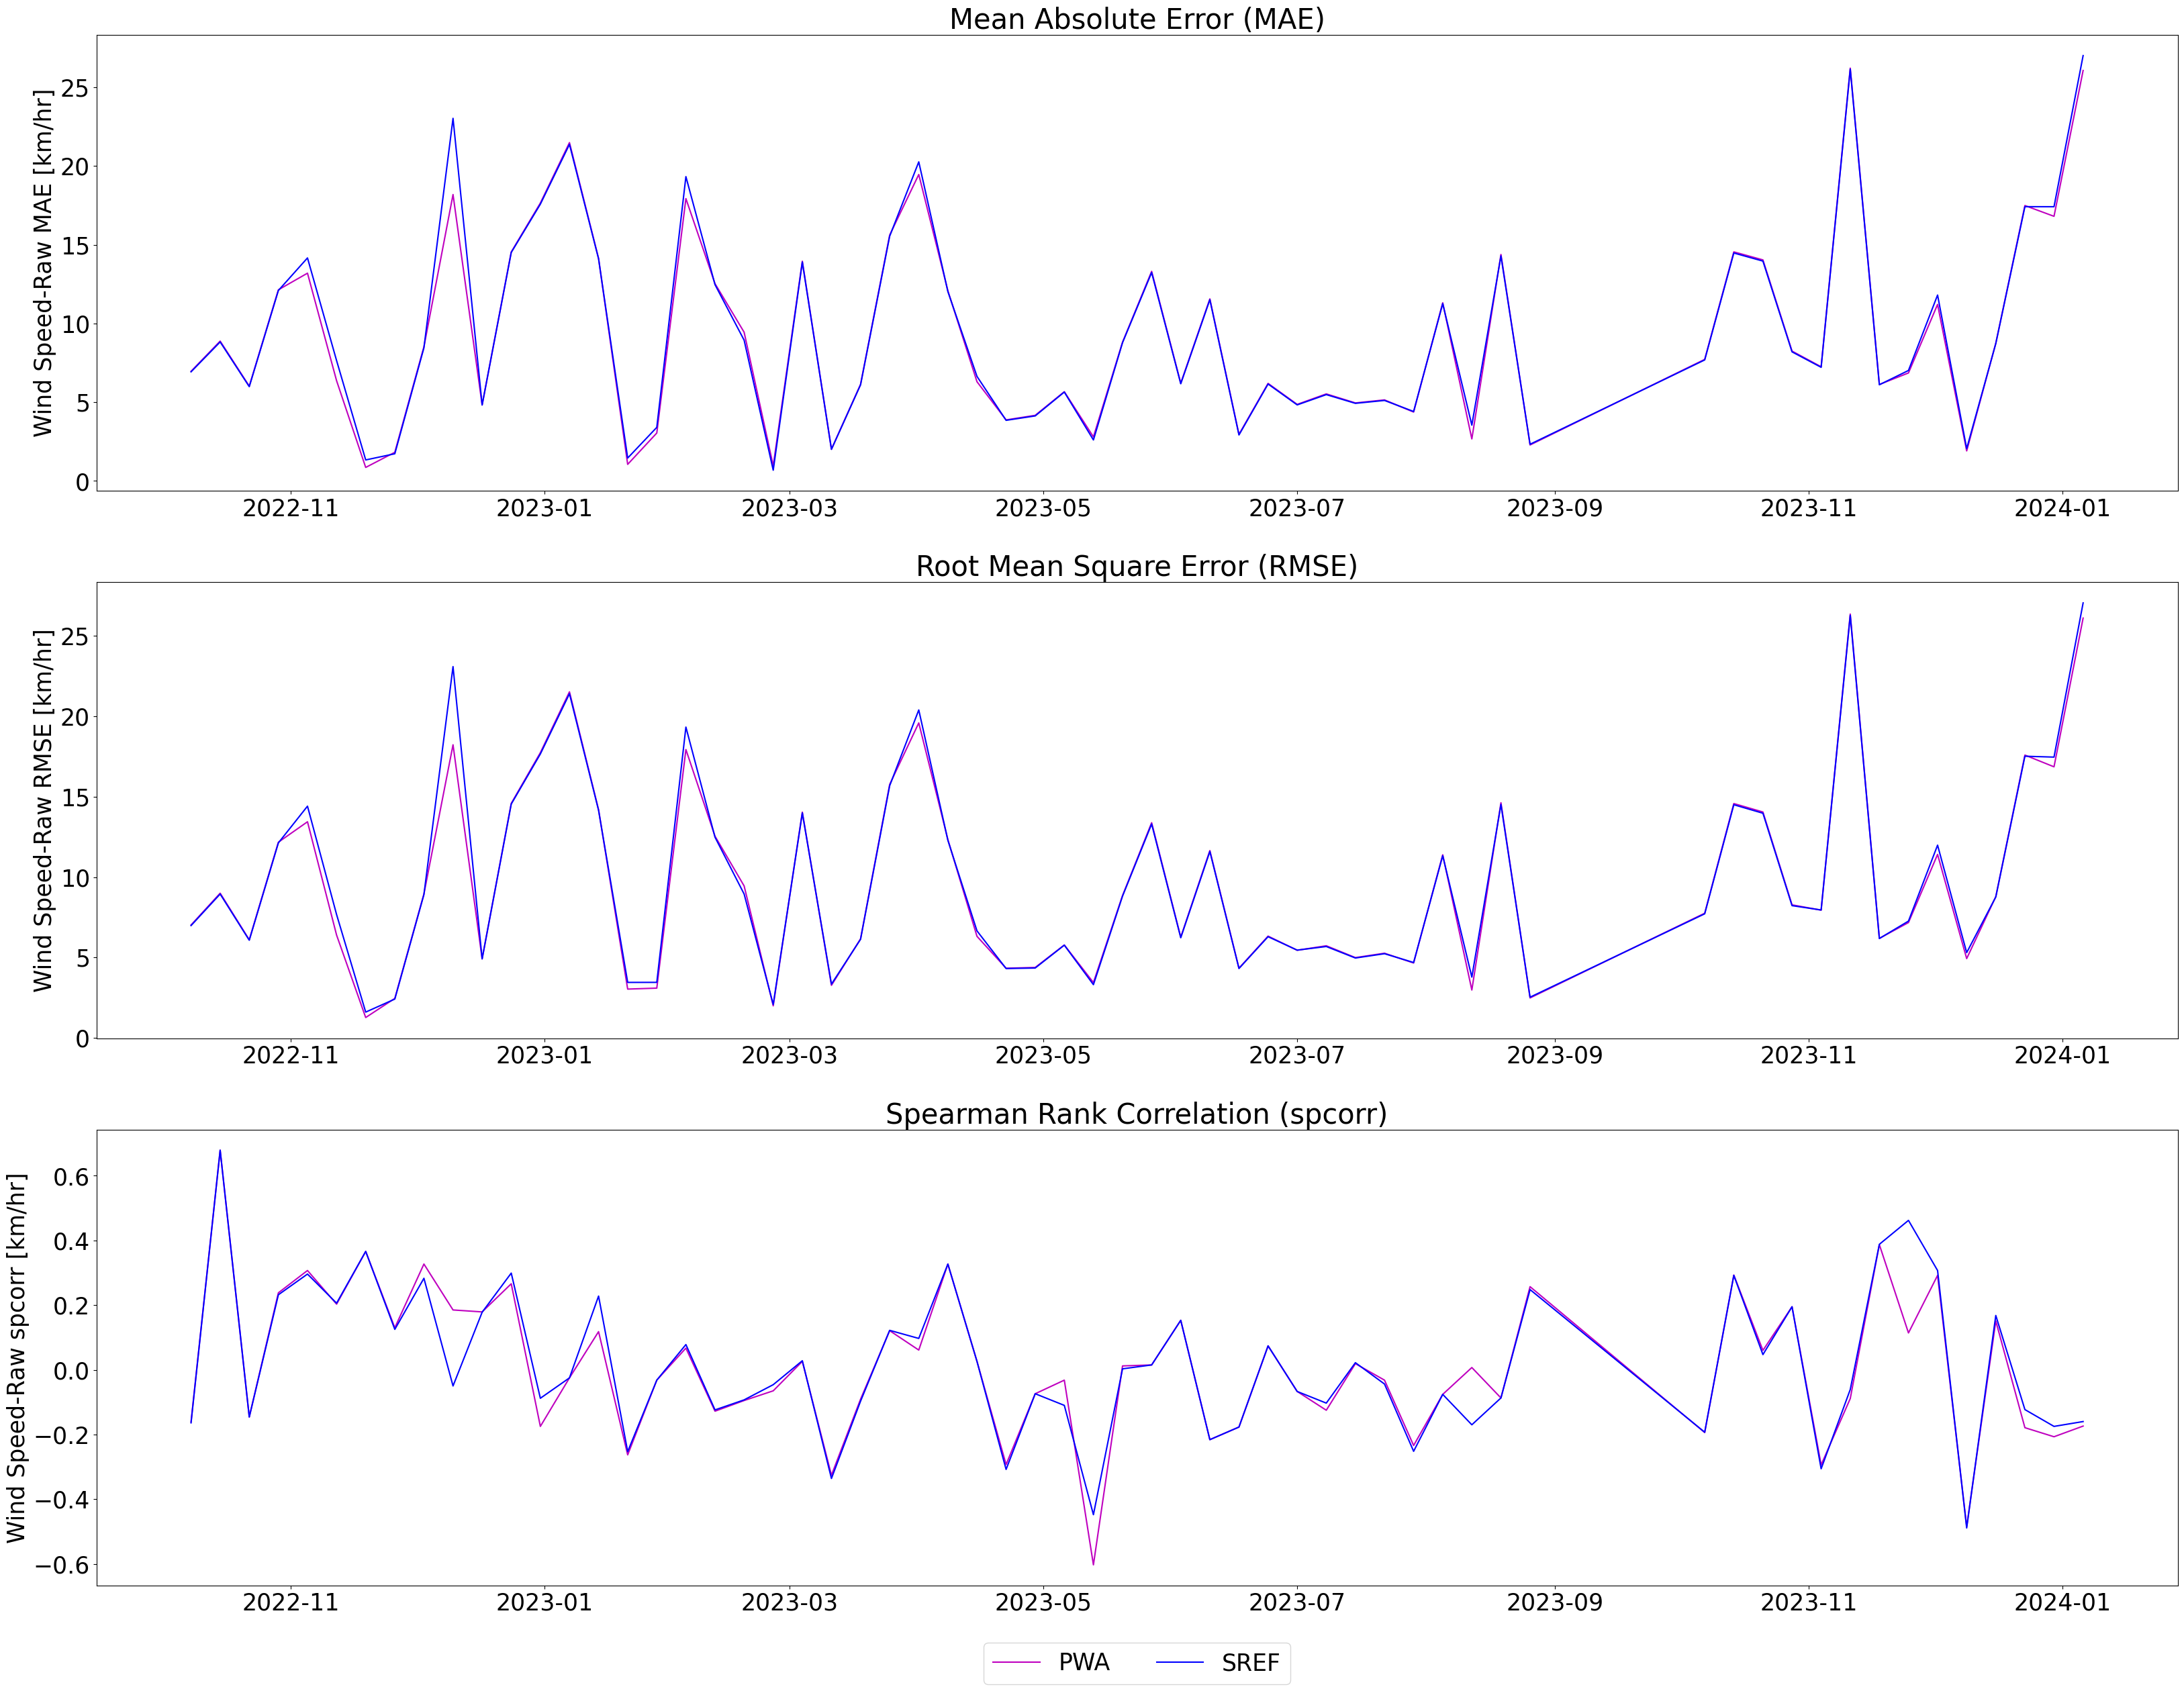 Mean Absolute Error (MAE)
Wind Speed-Raw MAE [km/hr]
25
20
15
10
5
0
2022-11 2023-01 2023-03 2023-05 2023-07 2023-09 2023-11 2024-01
Root Mean Square Error (RMSE)
Wind Speed-Raw RMSE [km/hr]
25
20
15
10
5
0
2022-11 2023-01 2023-03 2023-05 2023-07 2023-09 2023-11 2024-01
Spearman Rank Correlation (spcorr)
Wind Speed-Raw spcorr [km/hr]
0.6
0.4
0.2
0.0
−0.2
−0.4
−0.6
2022-11 2023-01 2023-03 2023-05 2023-07 2023-09 2023-11 2024-01
PWA SREF